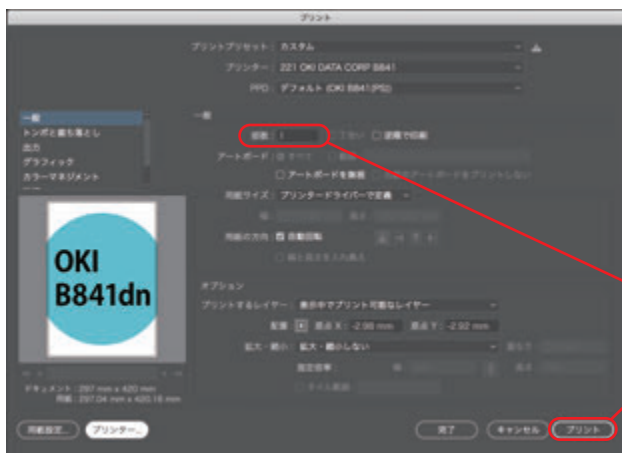 プリント
プリントプリセット： カスタム
プリンター： 221 OKI DATA CORP B841
PPD： デフォルト (OKI B841(PS))
一般
トンボと裁ち落とし
出力
グラフィック
カラーマネジメント
一般
部数： 1 □ 逆順で印刷
アートボード：
□ アートボードを無視
用紙サイズ： プリンタードライバーで定義
幅： 高さ：
用紙の方向： ☑ 自動回転
オプション
プリントするレイヤー： 表示中でプリント可能なレイヤー
配置 原点 X： -2.98 mm 原点 Y： -2.92 mm
拡大・縮小： 拡大・縮小しない
OKI
B841dn
ドキュメント：297 mm x 420 mm
用紙：297.04 mm x 420.16 mm
用紙設定... プリンター... 完了 キャンセル プリント